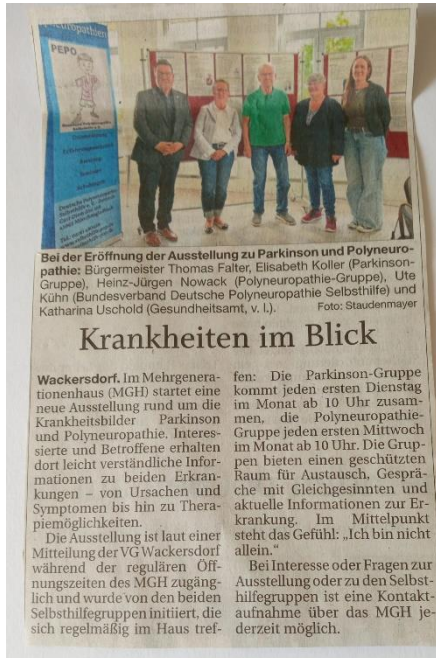 europathien
PEPO
Bei der Eröffnung der Ausstellung zu Parkinson und Polyneuro-
pathie: Bürgermeister Thomas Falter, Elisabeth Koller (Parkinson-
Gruppe), Heinz-Jürgen Nowack (Polyneuropathie-Gruppe), Ute
Kühn (Bundesverband Deutsche Polyneuropathie Selbsthilfe) und
Katharina Uschold (Gesundheitsamt, v. l.). Foto: Staudenmayer
Krankheiten im Blick
Wackersdorf. Im Mehrgenera-
tionenhaus (MGH) startet eine
neue Ausstellung rund um die
Krankheitsbilder Parkinson
und Polyneuropathie. Interes-
sierte und Betroffene erhalten
dort leicht verständliche Infor-
mationen zu beiden Erkran-
kungen – von Ursachen und
Symptomen bis hin zu Thera-
piemöglichkeiten.
Die Ausstellung ist laut einer
Mitteilung der VG Wackersdorf
während der regulären Öff-
nungszeiten des MGH zugäng-
lich und wurde von den beiden
Selbsthilfegruppen initiiert, die
sich regelmäßig im Haus tref-
fen: Die Parkinson-Gruppe
kommt jeden ersten Dienstag
im Monat ab 10 Uhr zusam-
men, die Polyneuropathie-
Gruppe jeden ersten Mittwoch
im Monat ab 10 Uhr. Die Grup-
pen bieten einen geschützten
Raum für Austausch, Gesprä-
che mit Gleichgesinnten und
aktuelle Informationen zur Er-
krankung. Im Mittelpunkt
steht das Gefühl: „Ich bin nicht
allein.“
Bei Interesse oder Fragen zur
Ausstellung oder zu den Selbst-
hilfegruppen ist eine Kontakt-
aufnahme über das MGH je-
derzeit möglich.